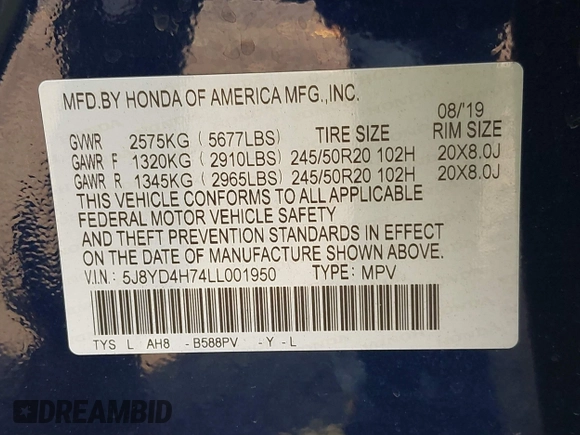 MFD.BY HONDA OF AMERICA MFG.,INC.
08/'19
GVWR 2575KG ( 5677LBS) TIRE SIZE RIM SIZE
GAWR F 1320KG ( 2910LBS) 245/50R20 102H 20X8.0J
GAWR R 1345KG ( 2965LBS) 245/50R20 102H 20X8.0J
THIS VEHICLE CONFORMS TO ALL APPLICABLE
FEDERAL MOTOR VEHICLE SAFETY
AND THEFT PREVENTION STANDARDS IN EFFECT
ON THE DATE OF MANUFACTURE SHOWN ABOVE.
V.I.N.: 5J8YD4H74LL001950 TYPE: MPV
TYS L AH8 - B588PV - Y - L
DREAMBID